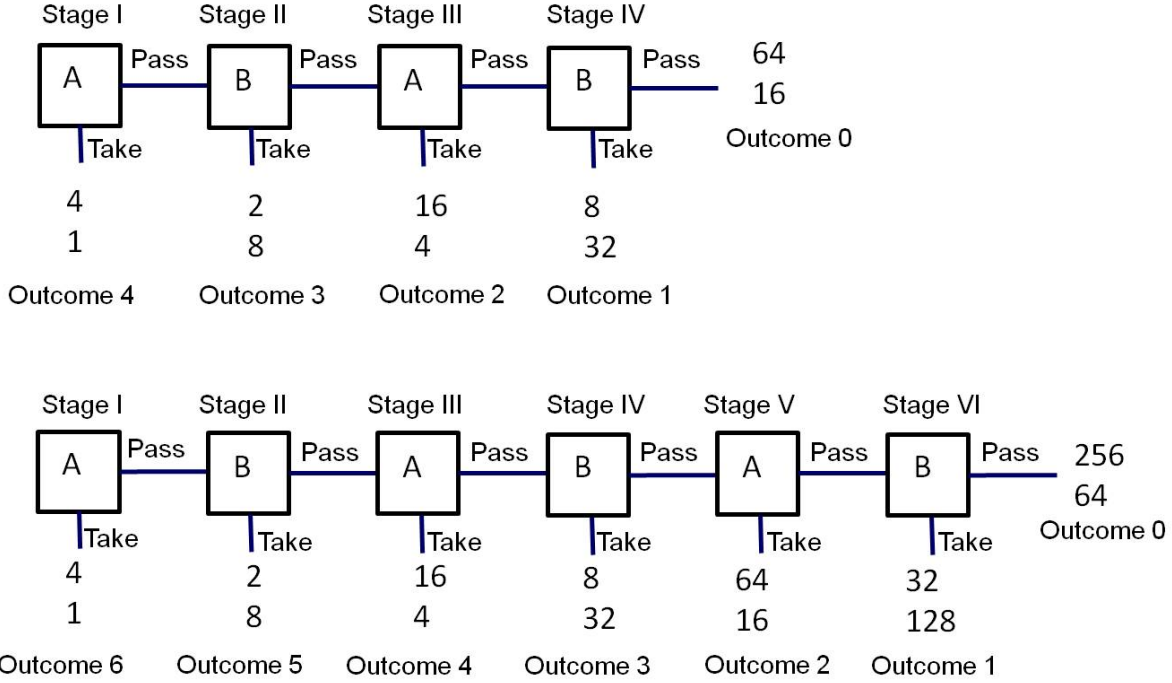 Stage I Stage II Stage III Stage IV
A Pass B Pass A Pass B Pass 64
16
Take Take Take Take Outcome 0
4 2 16 8
1 8 4 32
Outcome 4 Outcome 3 Outcome 2 Outcome 1
Stage I Stage II Stage III Stage IV Stage V Stage VI
A Pass B Pass A Pass B Pass A Pass B Pass 256
64
Outcome 0
Take Take Take Take Take Take
4 2 16 8 64 32
1 8 4 32 16 128
Outcome 6 Outcome 5 Outcome 4 Outcome 3 Outcome 2 Outcome 1